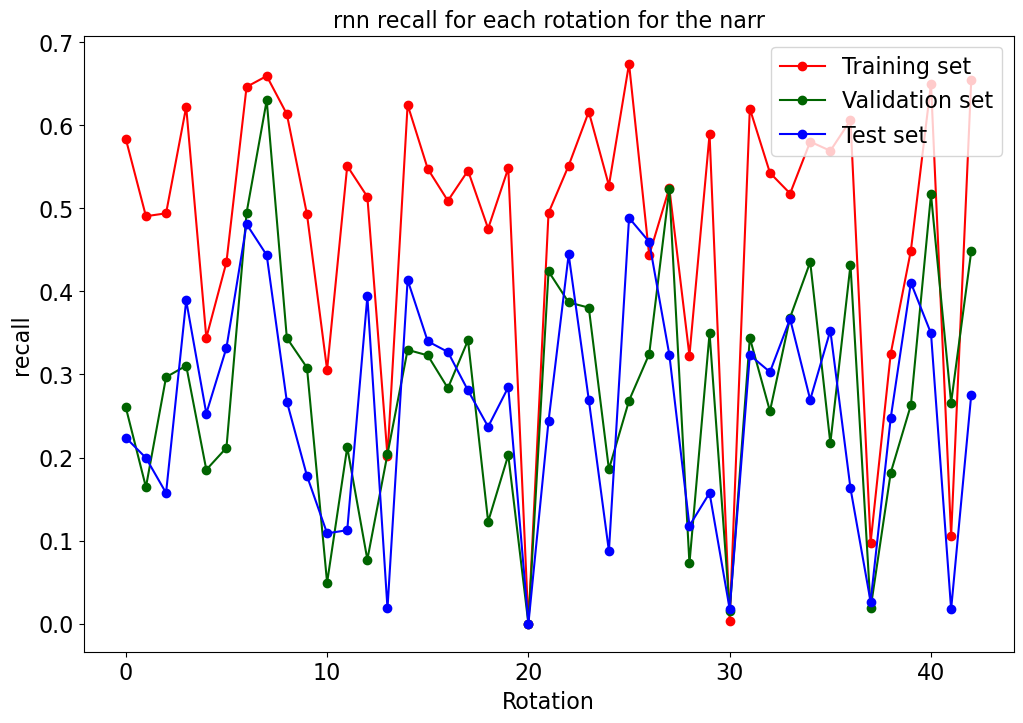 rnn recall for each rotation for the narr
0.7
0.6
0.5
0.4
0.3
0.2
0.1
0.0
recall
Training set
Validation set
Test set
0 10 20 30 40
Rotation